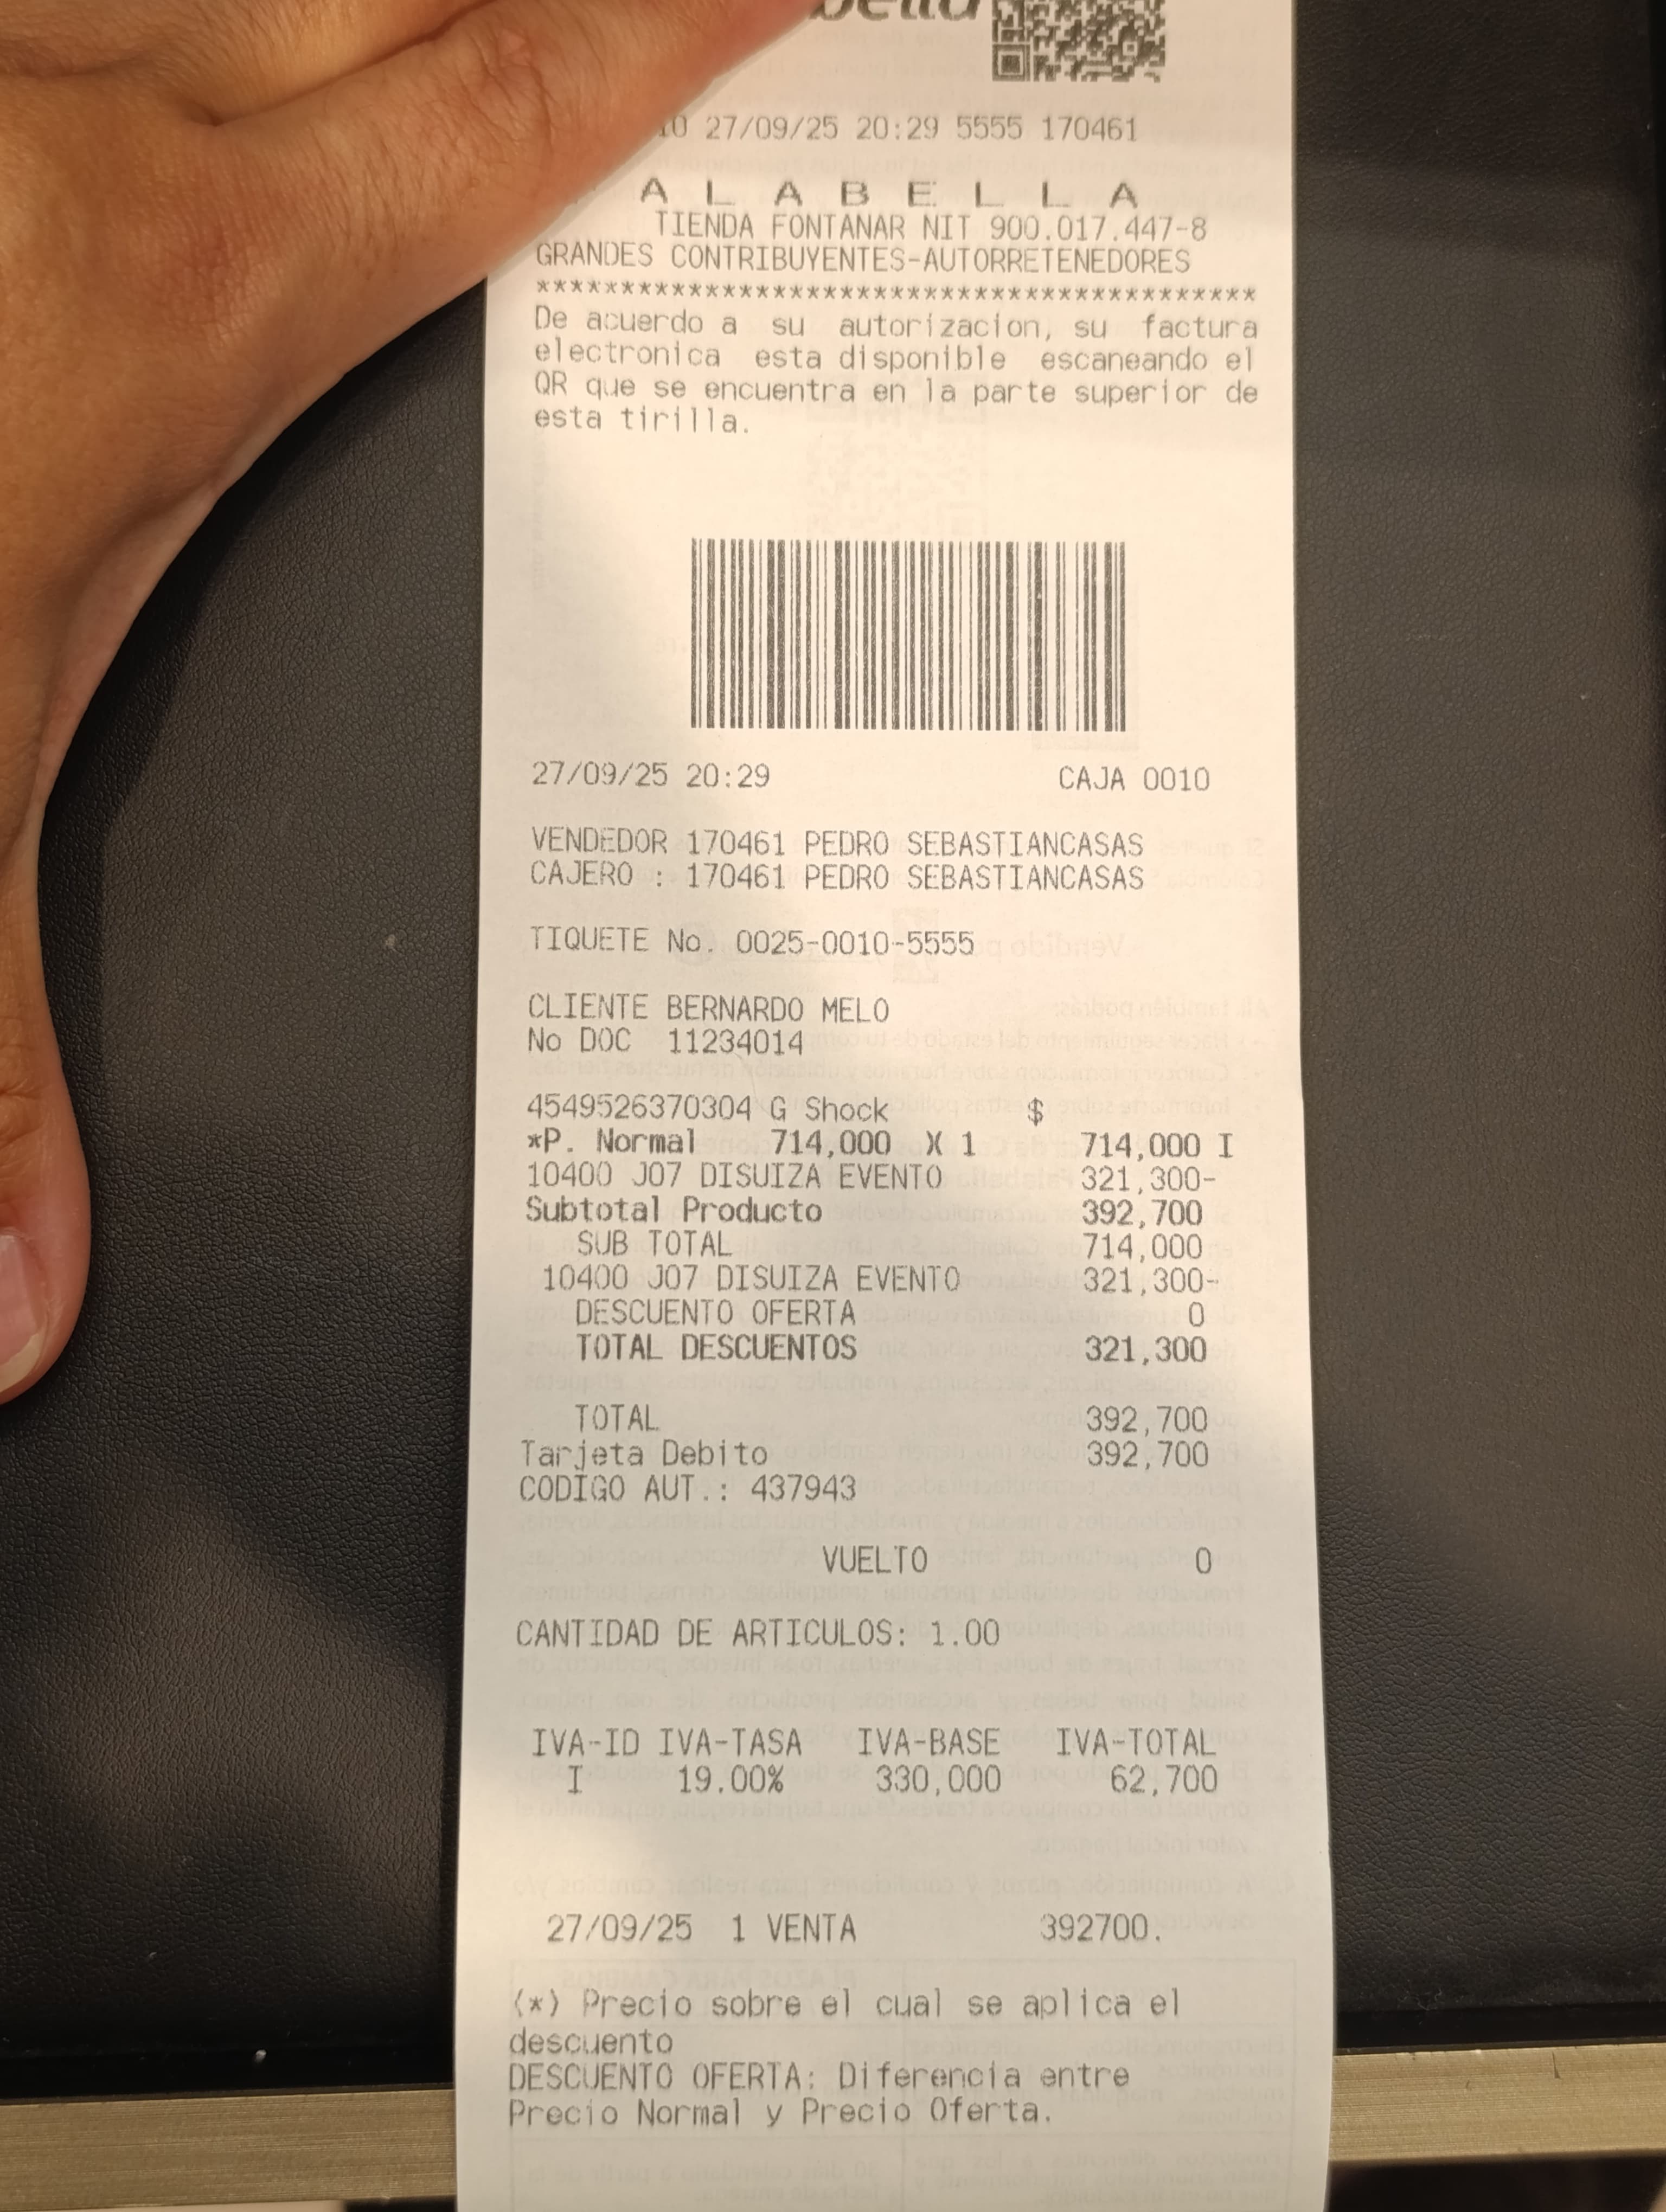 10 27/09/25 20:29 5555 170461
A L A B E L L A
TIENDA FONTANAR NIT 900.017.447-8
GRANDES CONTRIBUYENTES-AUTORRETENEDORES
*******************************************
De acuerdo a su autorizacion, su factura
electronica esta disponible escaneando el
QR que se encuentra en la parte superior de
esta tirilla.
27/09/25 20:29 CAJA 0010
VENDEDOR 170461 PEDRO SEBASTIANCASAS
CAJERO : 170461 PEDRO SEBASTIANCASAS
TIQUETE No. 0025-0010-5555
CLIENTE BERNARDO MELO
No DOC 11234014
4549526370304 G Shock $
*P. Normal 714,000 X 1 714,000 I
10400 J07 DISUIZA EVENTO 321,300-
Subtotal Producto 392,700
SUB TOTAL 714,000
10400 J07 DISUIZA EVENTO 321,300-
DESCUENTO OFERTA 0
TOTAL DESCUENTOS 321,300
TOTAL 392,700
Tarjeta Debito 392,700
CODIGO AUT.: 437943
VUELTO 0
CANTIDAD DE ARTICULOS: 1.00
IVA-ID IVA-TASA IVA-BASE IVA-TOTAL
I 19.00% 330,000 62,700
27/09/25 1 VENTA 392700.
(*) Precio sobre el cual se aplica el
descuento
DESCUENTO OFERTA: Diferencia entre
Precio Normal y Precio Oferta.